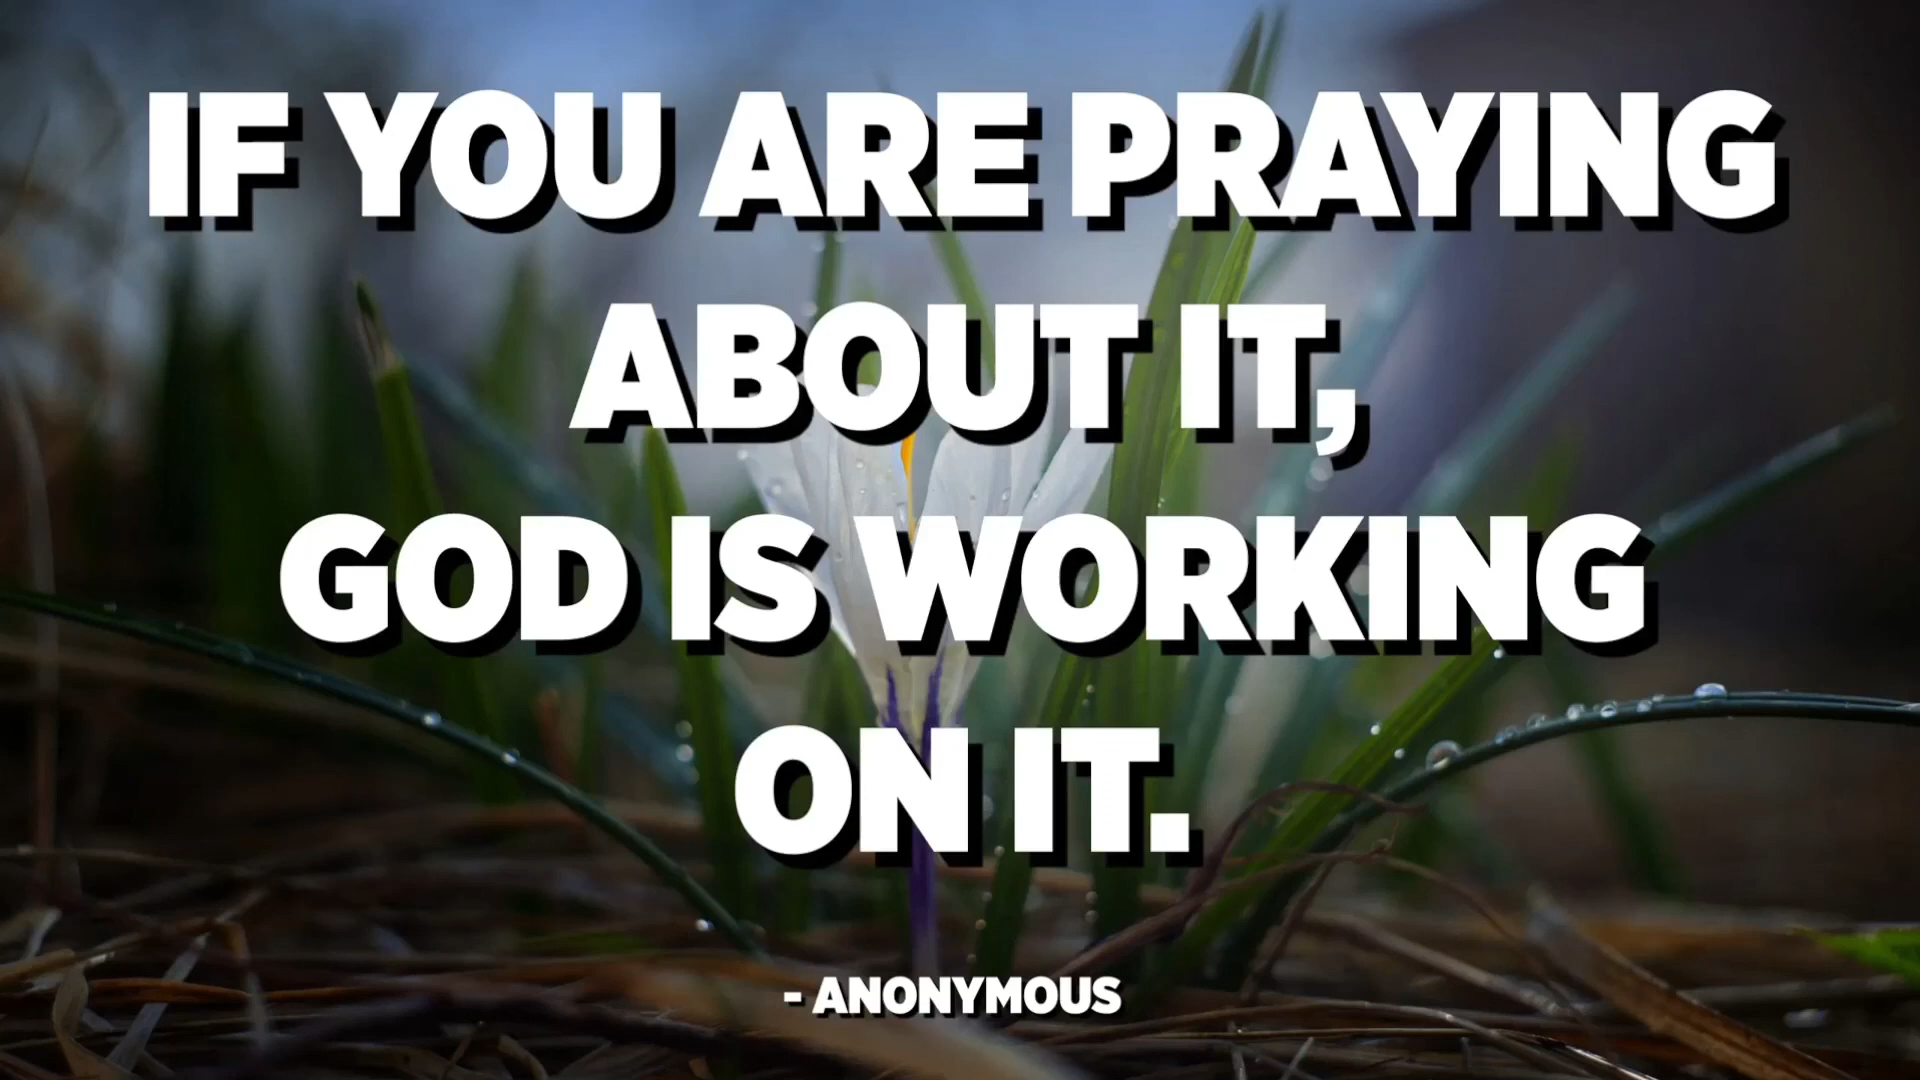 IF YOU ARE PRAYING
ABOUT IT,
GOD IS WORKING
ON IT.
- ANONYMOUS